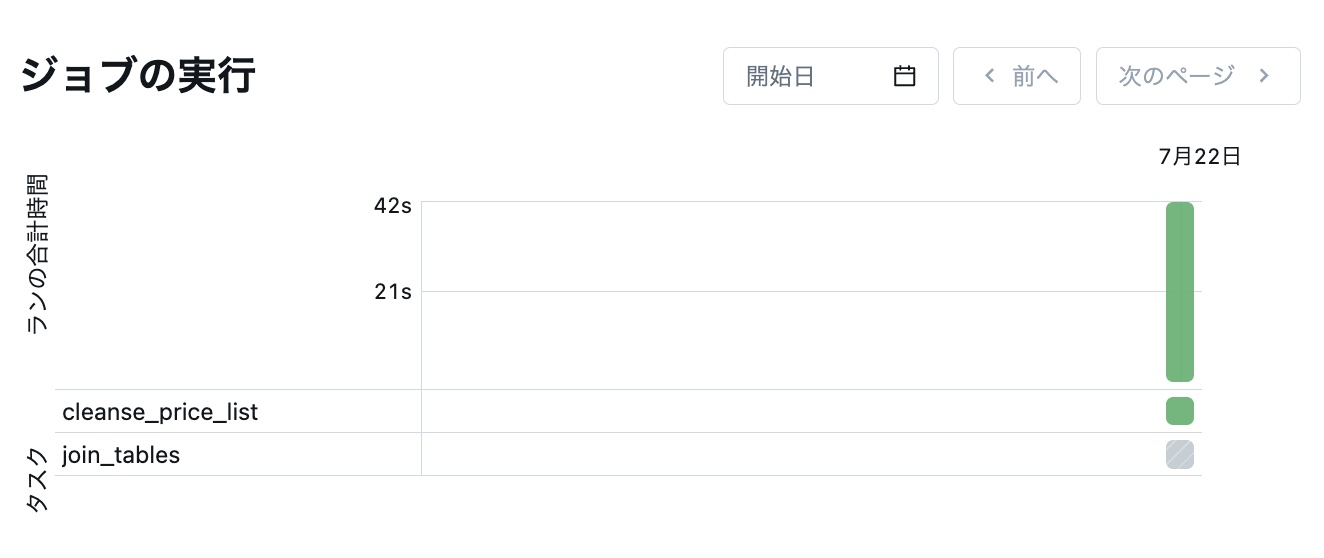 ジョブの実行
開始日
前へ
次のページ
7月22日
ランの合計時間
42s
21s
タスク
cleanse_price_list
join_tables